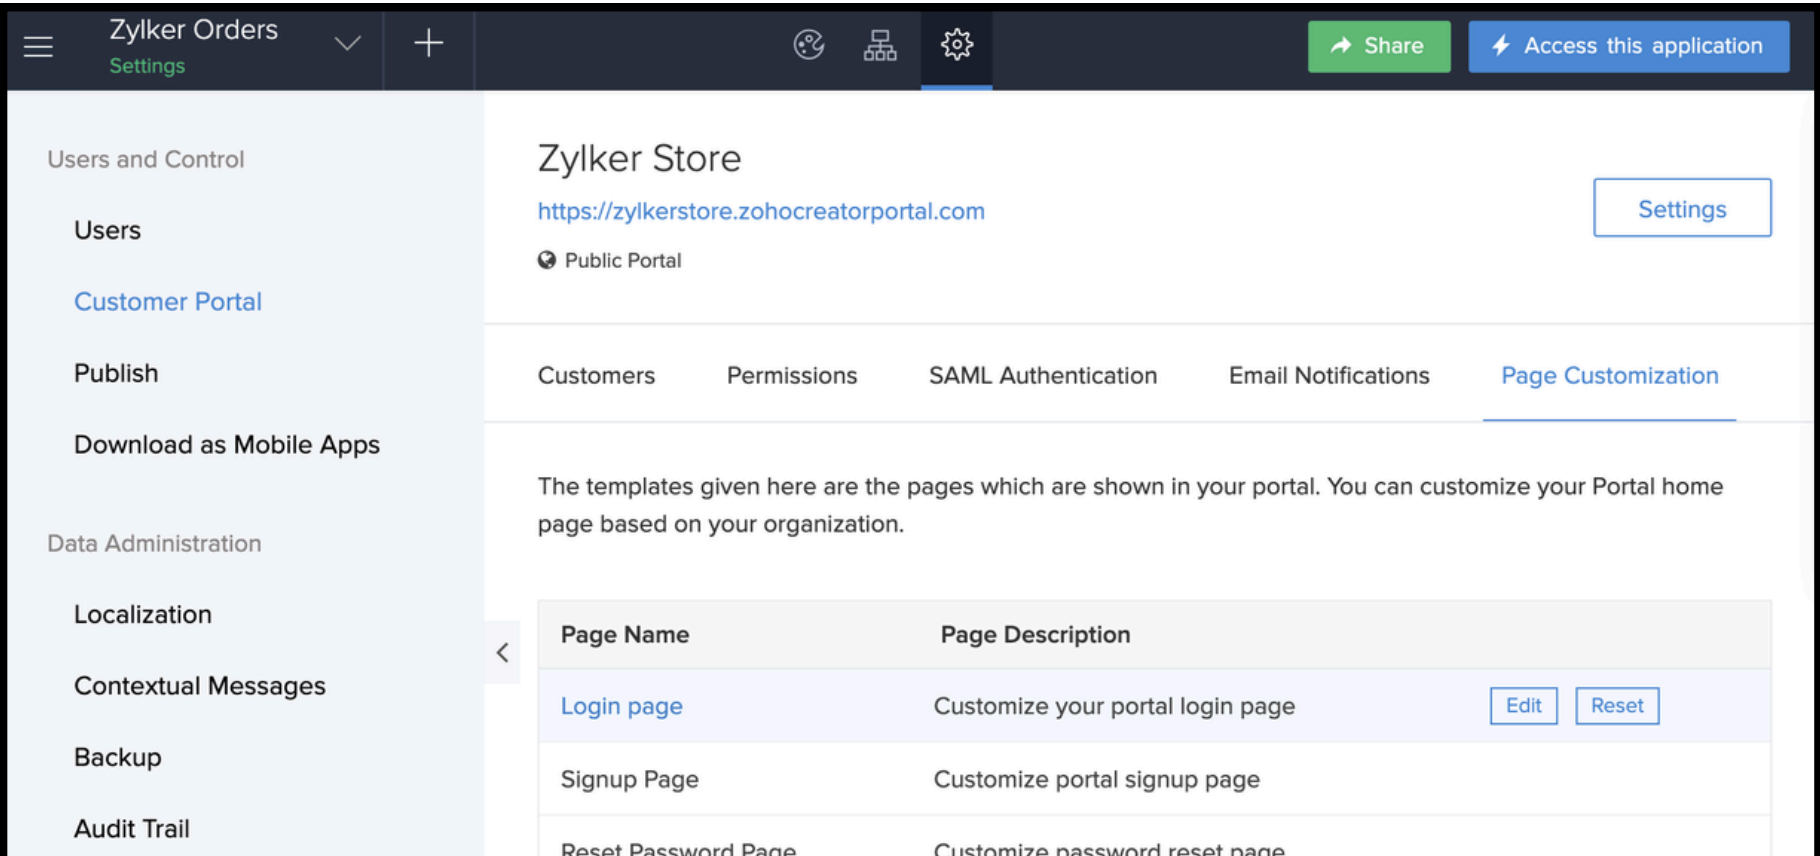 Zylker Orders
Settings
Share
Access this application
Users and Control
Users
Customer Portal
Publish
Download as Mobile Apps
Data Administration
Localization
Contextual Messages
Backup
Audit Trail
Zylker Store
https://zylkerstore.zohocreatorportal.com
Public Portal
Settings
Customers Permissions SAML Authentication Email Notifications Page Customization
The templates given here are the pages which are shown in your portal. You can customize your Portal home
page based on your organization.
Page Name Page Description
Login page Customize your portal login page Edit Reset
Signup Page Customize portal signup page
Reset Password Page Customize password reset page